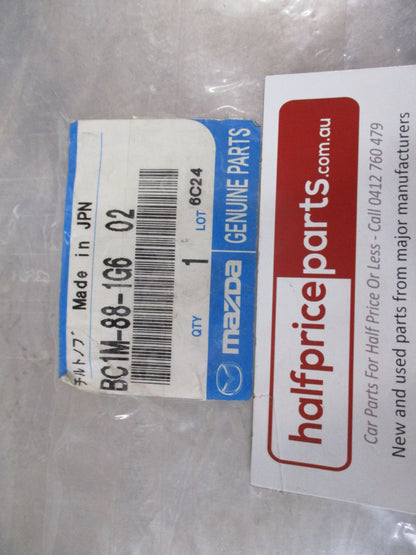 チルトノブ Made in JPN
BC1M-88-1G6 02
QTY 1 LOT 6C24
mazda GENUINE PARTS
halfpriceparts.com.au
Car Parts For Half Price Or Less - Call 0412 760 479
New and used parts from major manufacturers